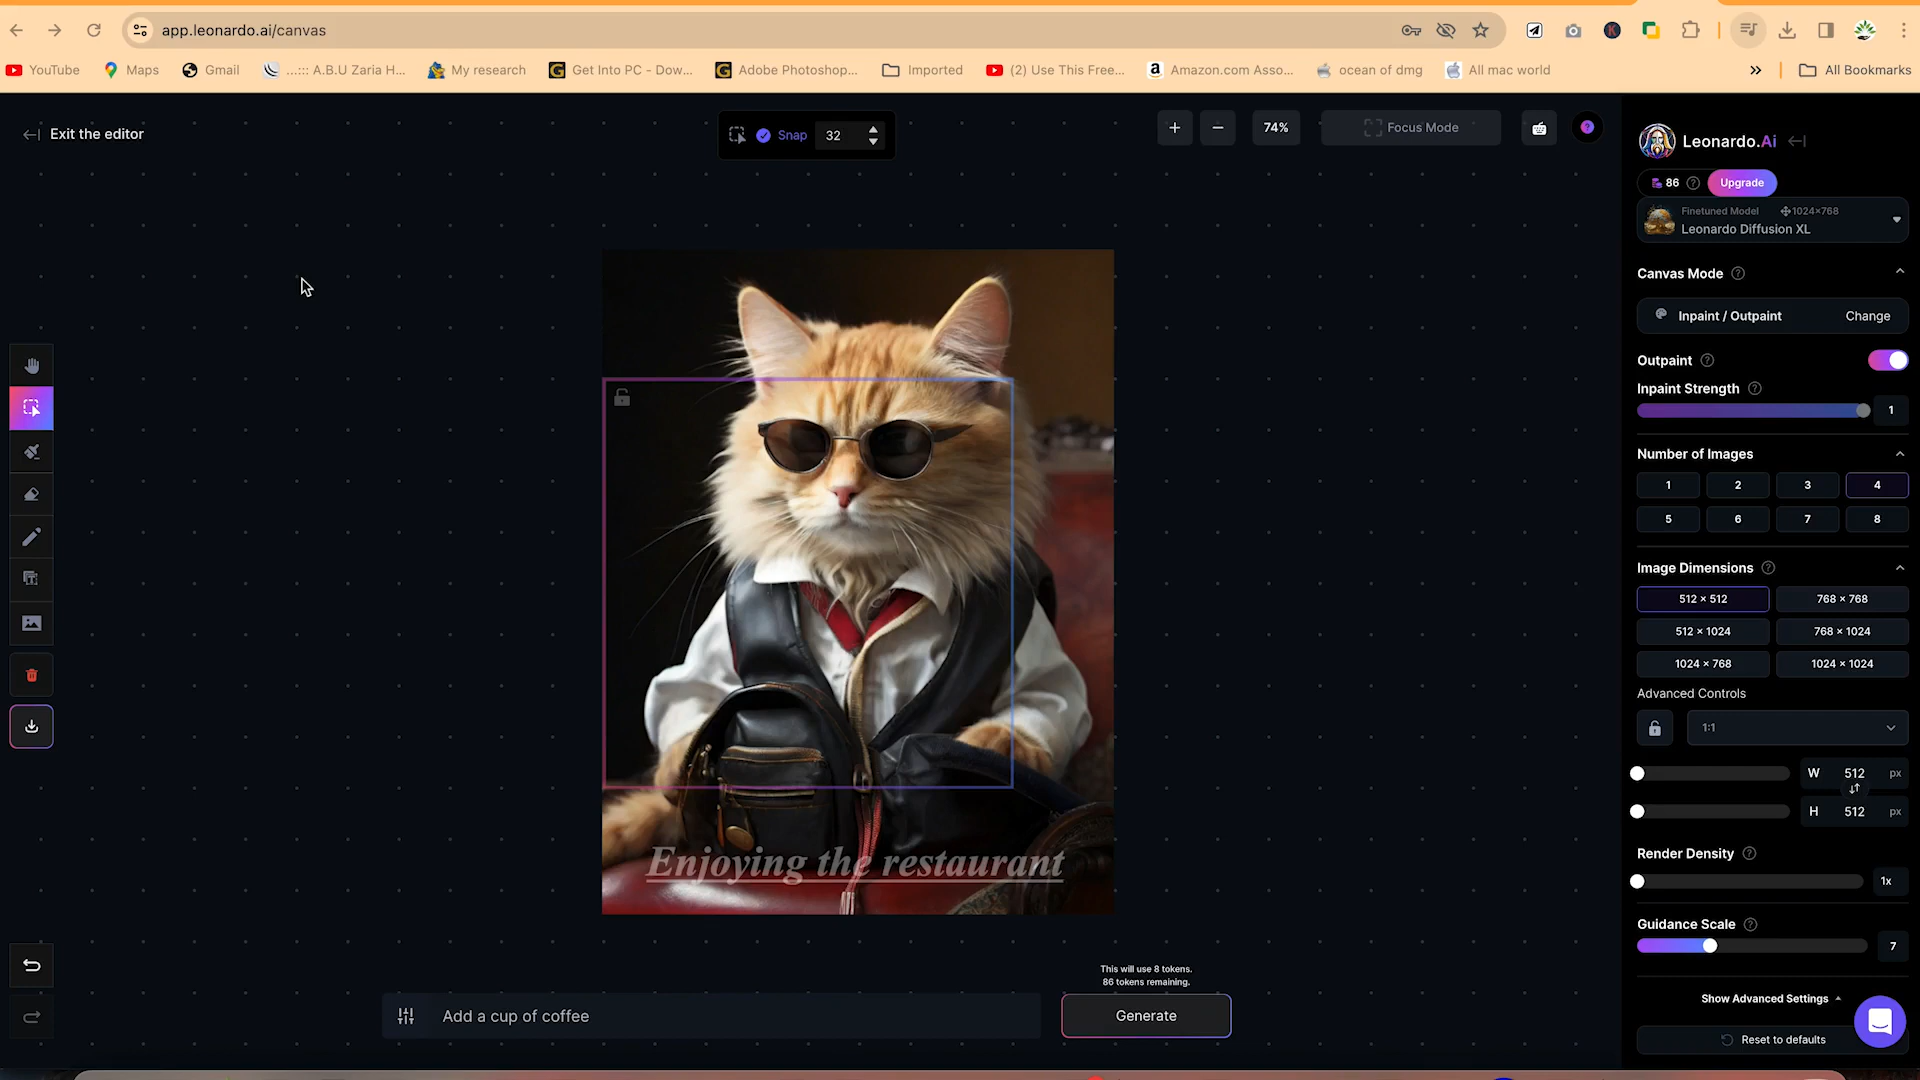 app.leonardo.ai/canvas
YouTube
Maps
Gmail
...::: A.B.U Zaria H...
My research
Get Into PC - Dow...
Adobe Photoshop...
Imported
(2) Use This Free...
Amazon.com Asso...
ocean of dmg
All mac world
All Bookmarks
Exit the editor
Snap
32
74%
Focus Mode
Leonardo.Ai
86
Upgrade
Finetuned Model
1024×768
Leonardo Diffusion XL
Canvas Mode
Inpaint / Outpaint
Change
Outpaint
Inpaint Strength
1
Number of Images
1 2 3 4
5 6 7 8
Image Dimensions
512 × 512
768 × 768
512 × 1024
768 × 1024
1024 × 768
1024 × 1024
Advanced Controls
1:1
W 512 px
H 512 px
Render Density
1x
Guidance Scale
7
Show Advanced Settings
Reset to defaults
Enjoying the restaurant
This will use 8 tokens.
86 tokens remaining.
Add a cup of coffee
Generate